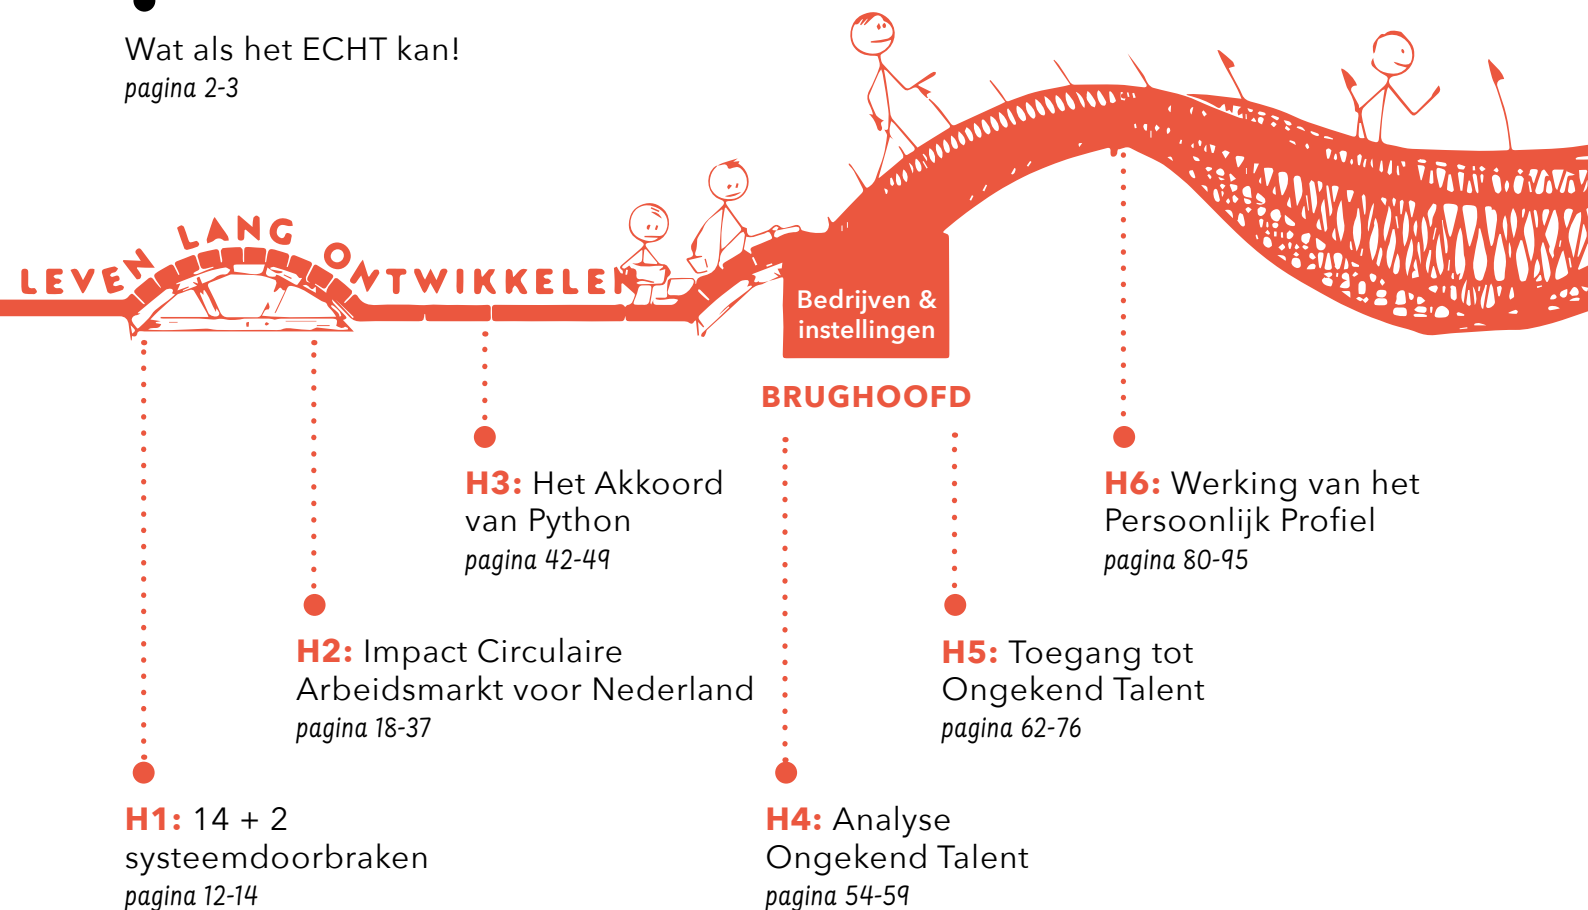 Wat als het ECHT kan!
pagina 2-3
LEVEN LANG ONTWIKKELEN
Bedrijven &
instellingen
BRUGHOOFD
H3: Het Akkoord
van Python
pagina 42-49
H6: Werking van het
Persoonlijk Profiel
pagina 80-95
H2: Impact Circulaire
Arbeidsmarkt voor Nederland
pagina 18-37
H5: Toegang tot
Ongekend Talent
pagina 62-76
H1: 14 + 2
systeemdoorbraken
pagina 12-14
H4: Analyse
Ongekend Talent
pagina 54-59